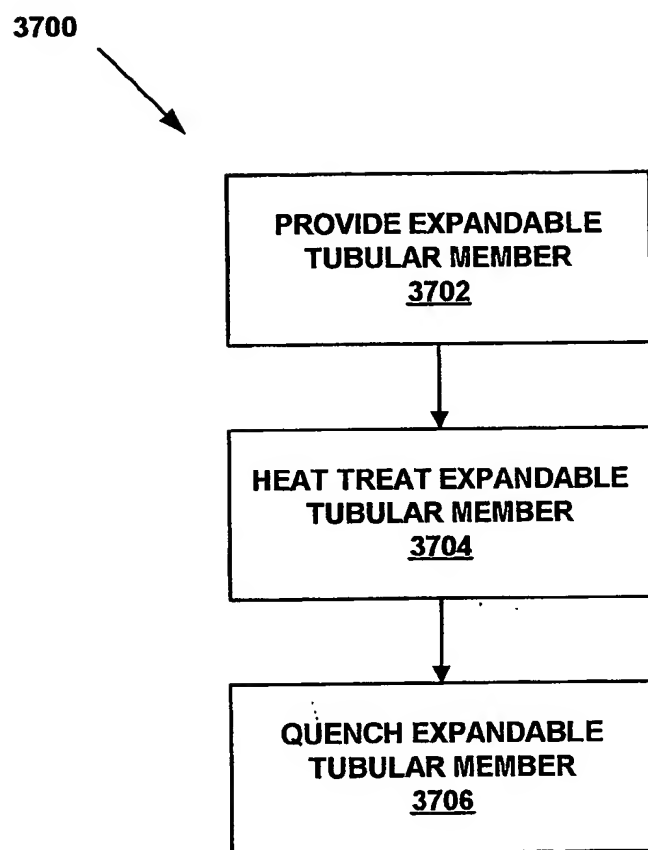 3700
PROVIDE EXPANDABLE
TUBULAR MEMBER
3702
HEAT TREAT EXPANDABLE
TUBULAR MEMBER
3704
QUENCH EXPANDABLE
TUBULAR MEMBER
3706